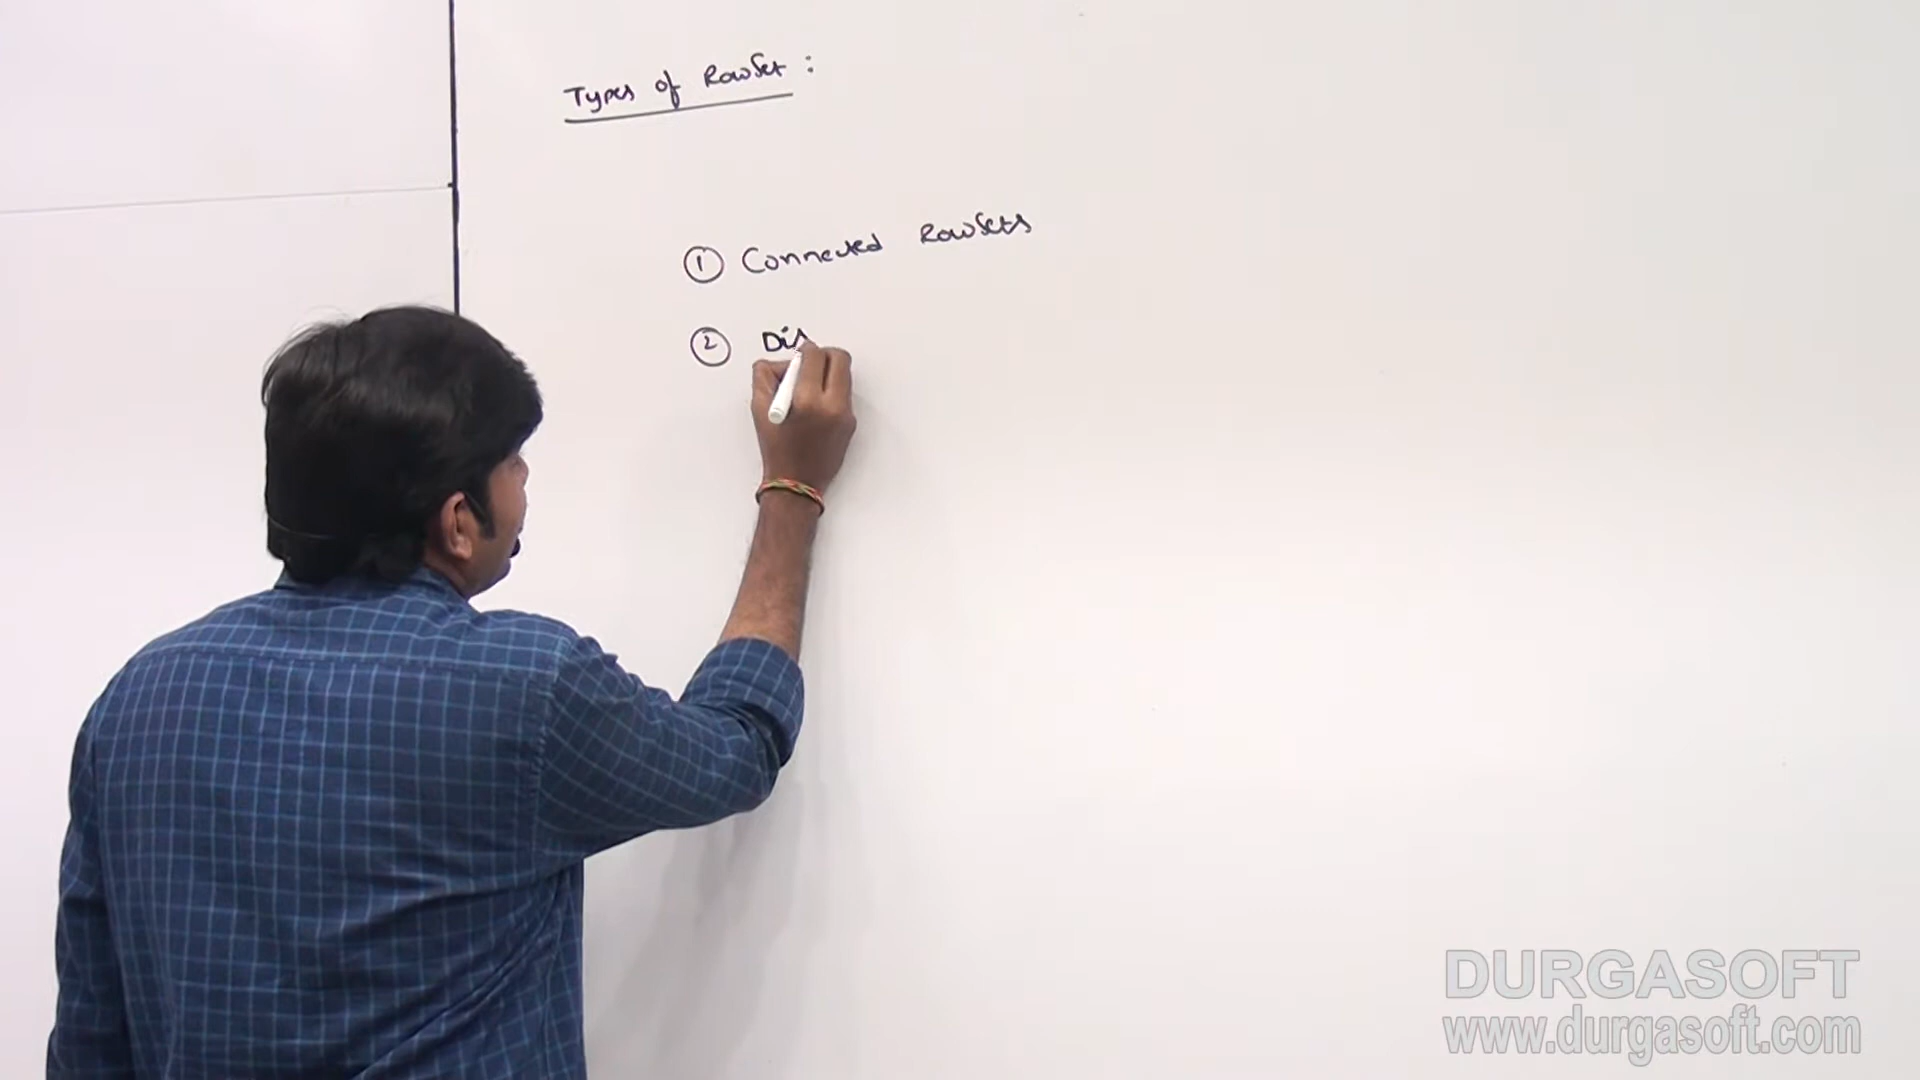 Types of RowSet :
① Connected RowSets
② Dis
DURGASOFT
www.durgasoft.com